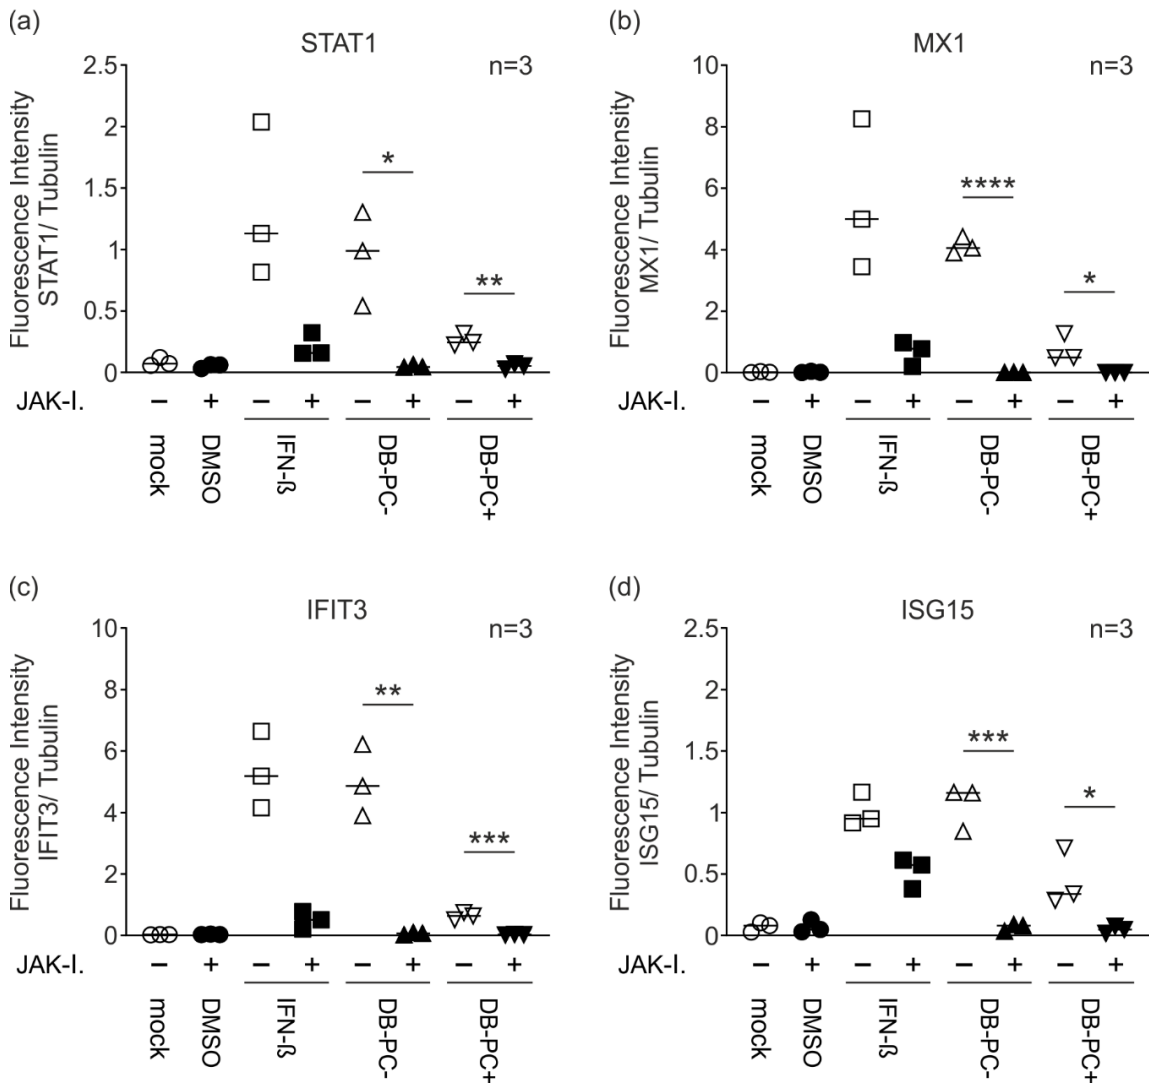 (a)
STAT1
n=3
Fluorescence Intensity
STAT1/ Tubulin
2.5
2
1.5
1
0.5
0
*
**
JAK-I. – + – + – + – +
mock DMSO IFN-ß DB-PC- DB-PC+
(b)
MX1
n=3
Fluorescence Intensity
MX1/ Tubulin
10
8
6
4
2
0
****
*
JAK-I. – + – + – + – +
mock DMSO IFN-ß DB-PC- DB-PC+
(c)
IFIT3
n=3
Fluorescence Intensity
IFIT3/ Tubulin
10
8
6
4
2
0
**
***
JAK-I. – + – + – + – +
mock DMSO IFN-ß DB-PC- DB-PC+
(d)
ISG15
n=3
Fluorescence Intensity
ISG15/ Tubulin
2.5
2
1.5
1
0.5
0
***
*
JAK-I. – + – + – + – +
mock DMSO IFN-ß DB-PC- DB-PC+